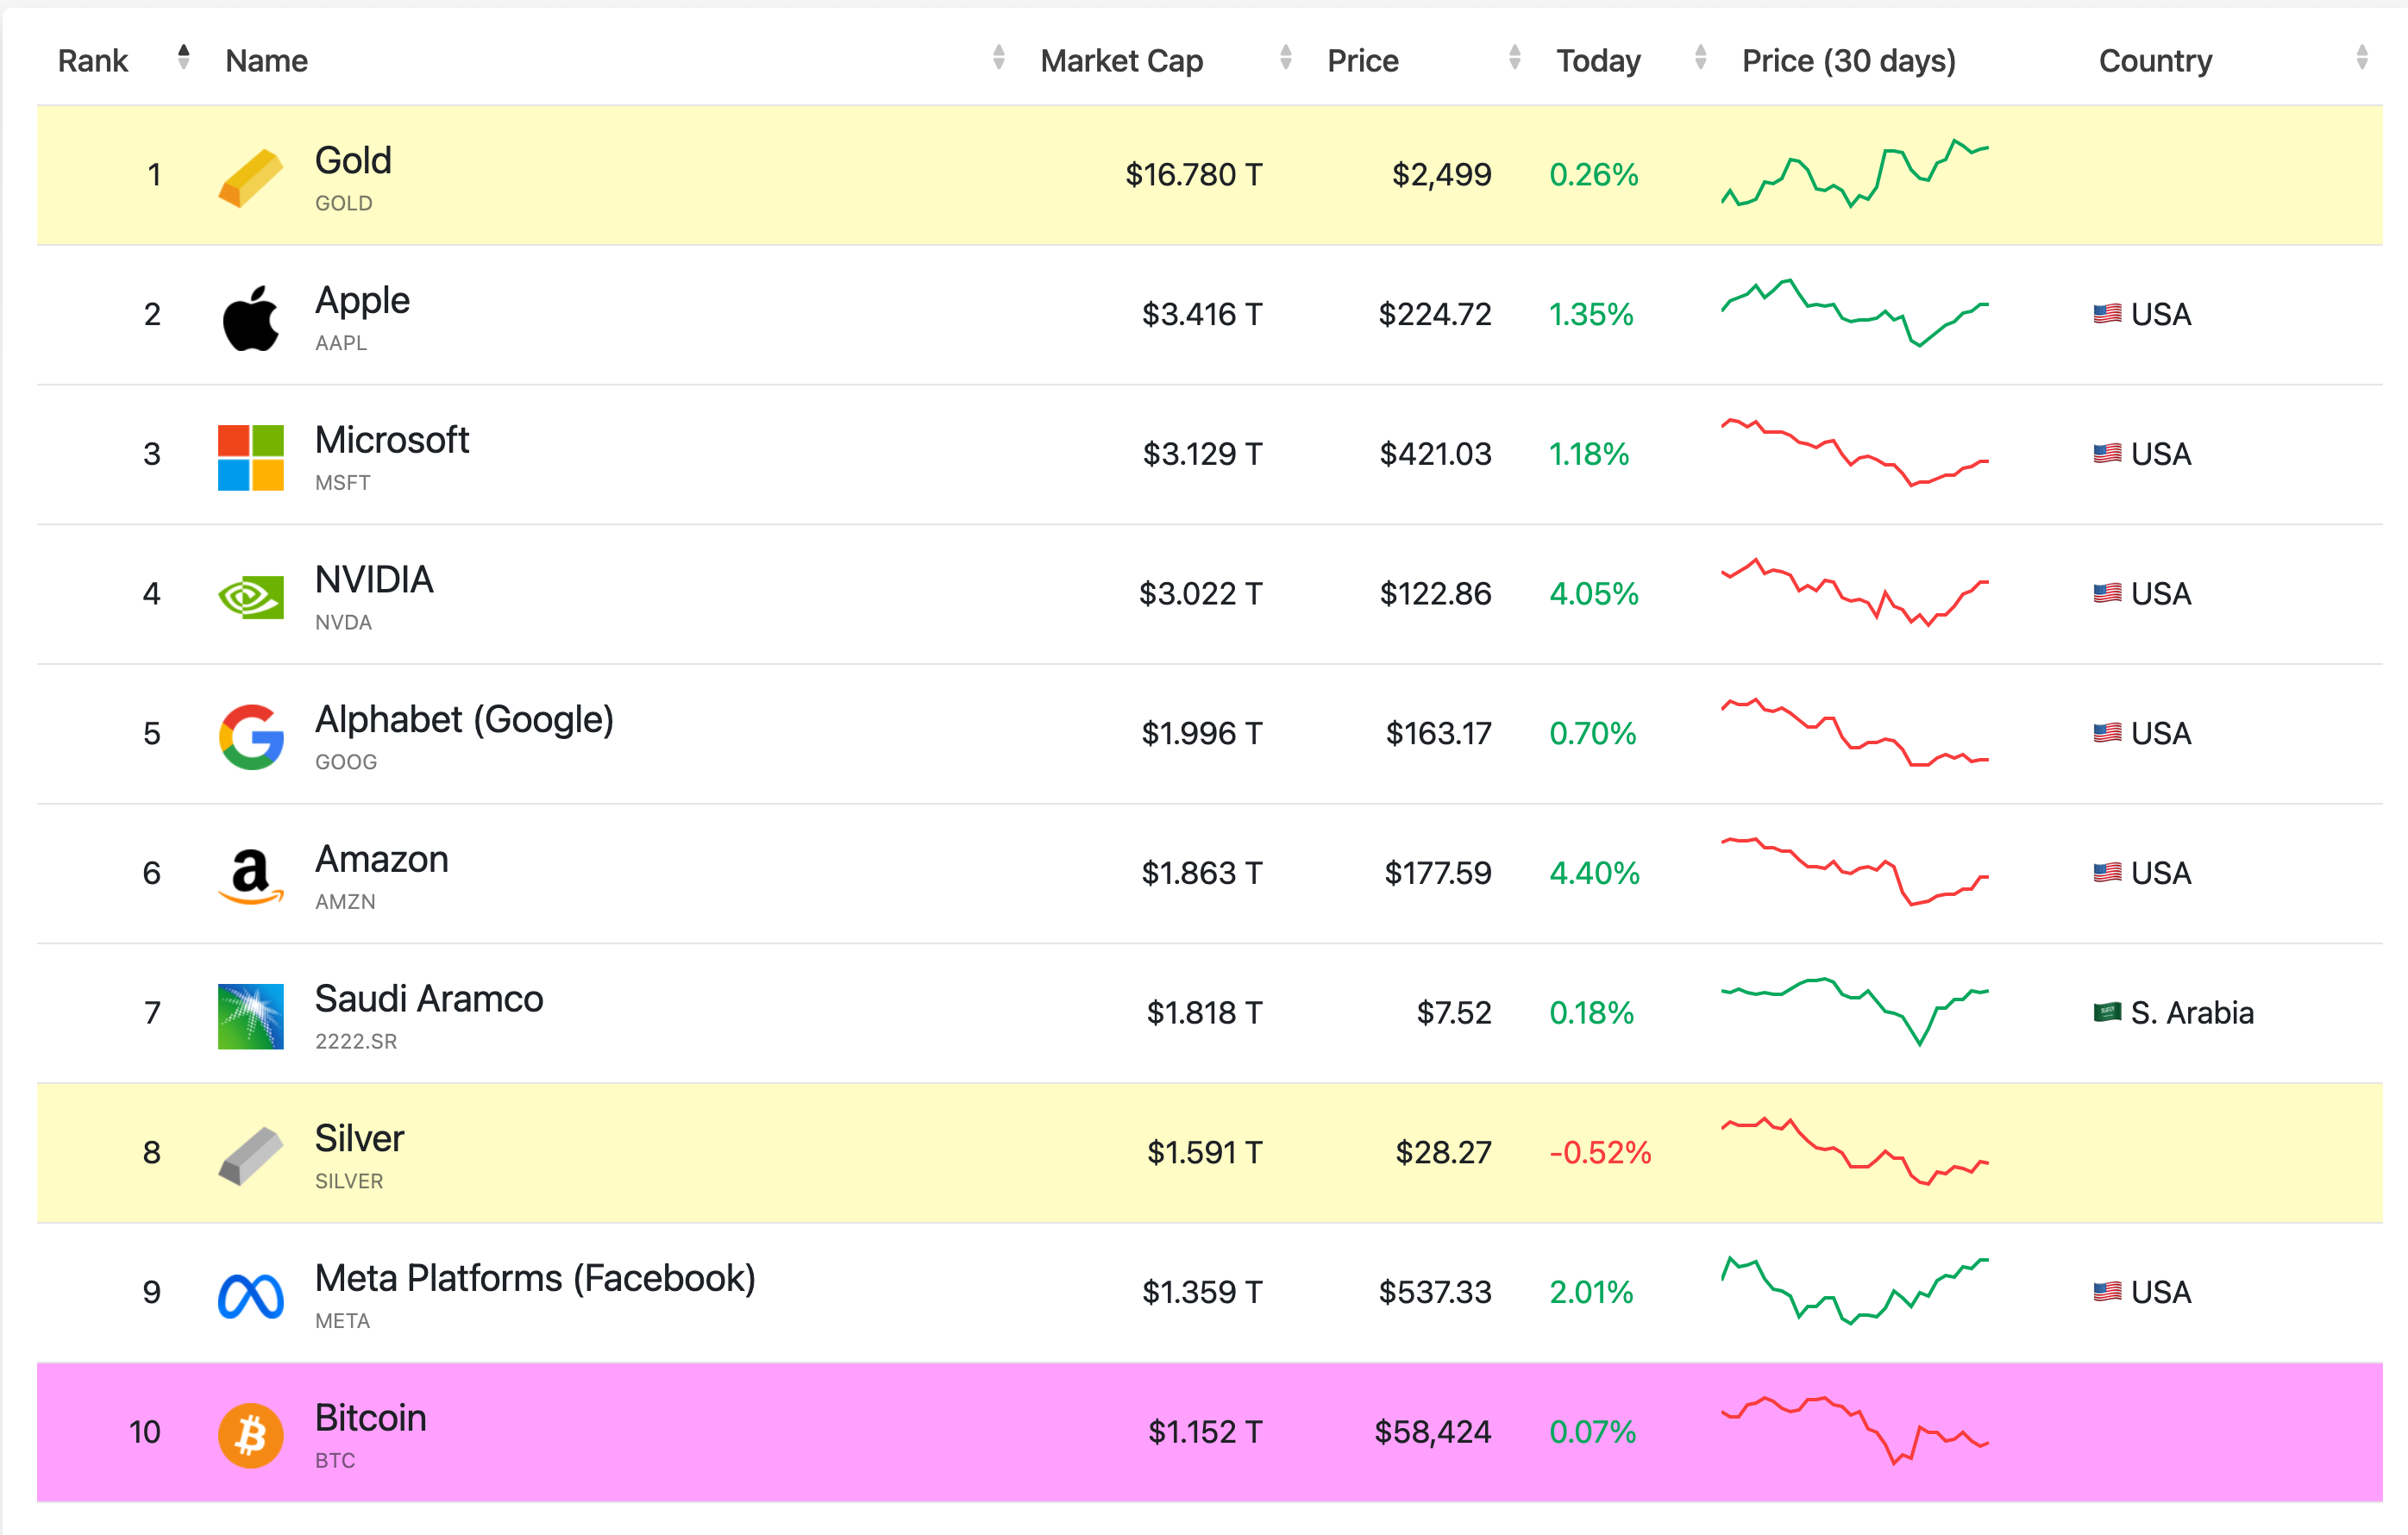 Rank Name Market Cap Price Today Price (30 days) Country
1 Gold $16.780 T $2,499 0.26%
GOLD
2 Apple $3.416 T $224.72 1.35% USA
AAPL
3 Microsoft $3.129 T $421.03 1.18% USA
MSFT
4 NVIDIA $3.022 T $122.86 4.05% USA
NVDA
5 Alphabet (Google) $1.996 T $163.17 0.70% USA
GOOG
6 Amazon $1.863 T $177.59 4.40% USA
AMZN
7 Saudi Aramco $1.818 T $7.52 0.18% S. Arabia
2222.SR
8 Silver $1.591 T $28.27 -0.52%
SILVER
9 Meta Platforms (Facebook) $1.359 T $537.33 2.01% USA
META
10 Bitcoin $1.152 T $58,424 0.07%
BTC